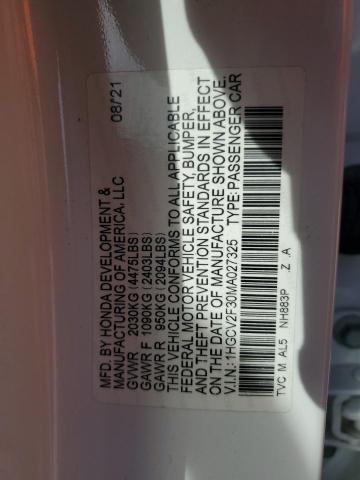 MFD. BY HONDA DEVELOPMENT & 08/21
MANUFACTURING OF AMERICA, LLC
GVWR 2030KG (4475LBS)
GAWR F 1090KG (2403LBS)
GAWR R 950KG (2094LBS)
THIS VEHICLE CONFORMS TO ALL APPLICABLE
FEDERAL MOTOR VEHICLE SAFETY, BUMPER,
AND THEFT PREVENTION STANDARDS IN EFFECT
ON THE DATE OF MANUFACTURE SHOWN ABOVE.
V.I.N.: 1HGCV2F30MA027325 TYPE: PASSENGER CAR
TVC M AL5 NH883P .Z .A